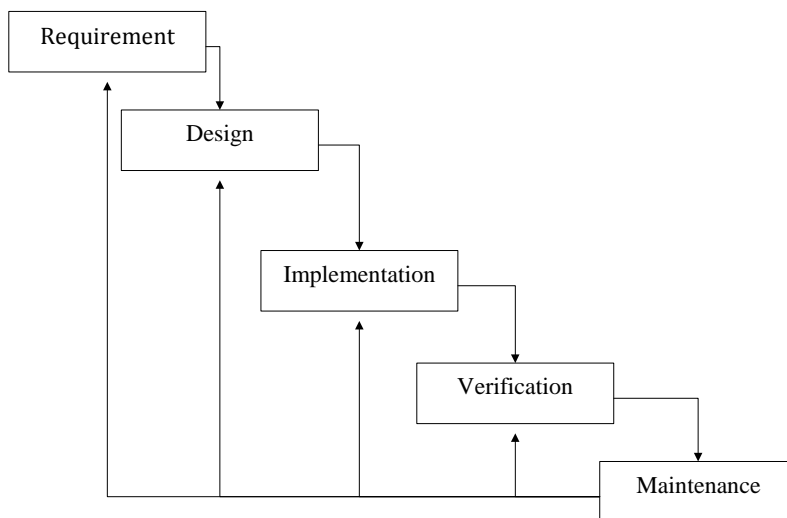 Requirement
Design
Implementation
Verification
Maintenance